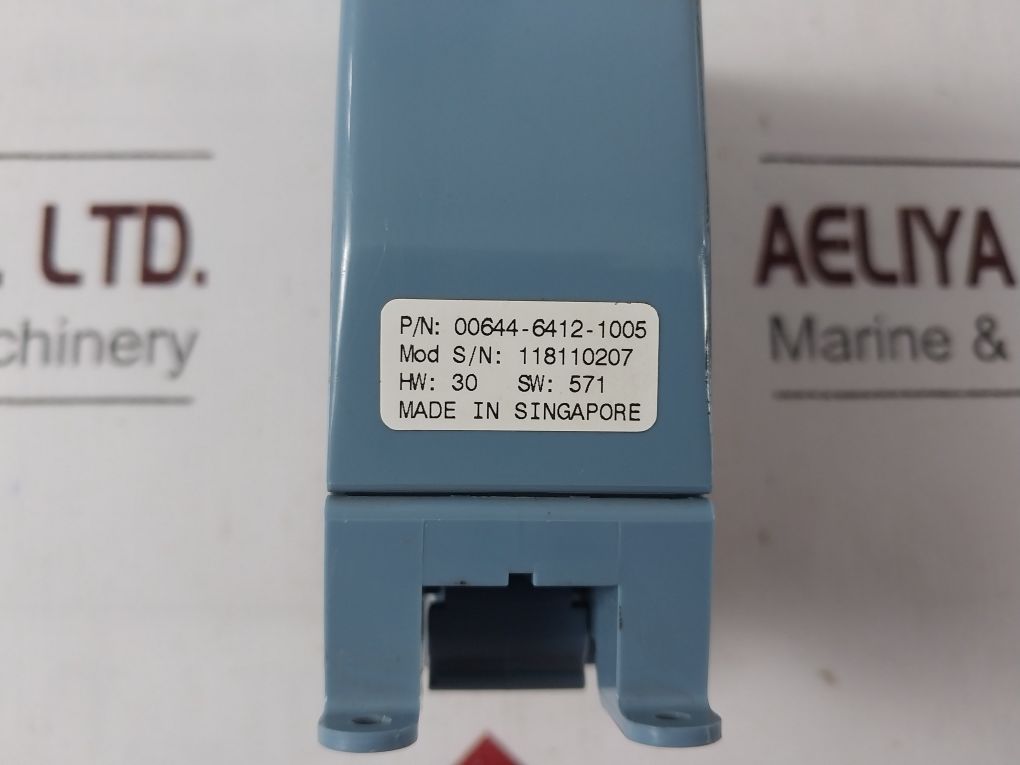 . LTD.
chinery
AELIYA
Marine &
P/N: 00644-6412-1005
Mod S/N: 118110207
HW: 30 SW: 571
MADE IN SINGAPORE